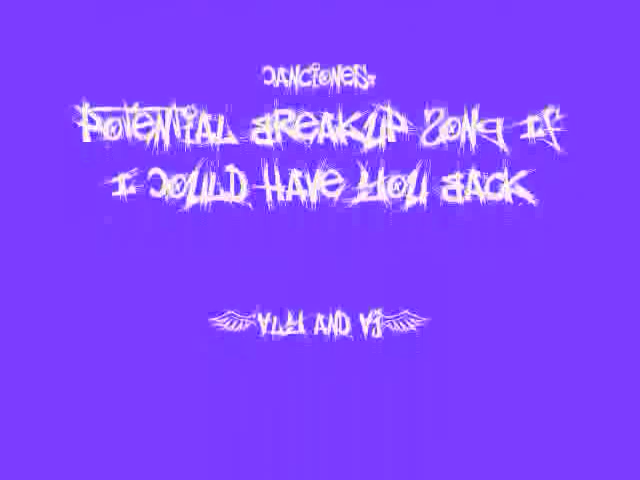 CANCIONES:
POTENTIAL BREAKUP SONG IF
I COULD HAVE YOU BACK
ALY AND AJ